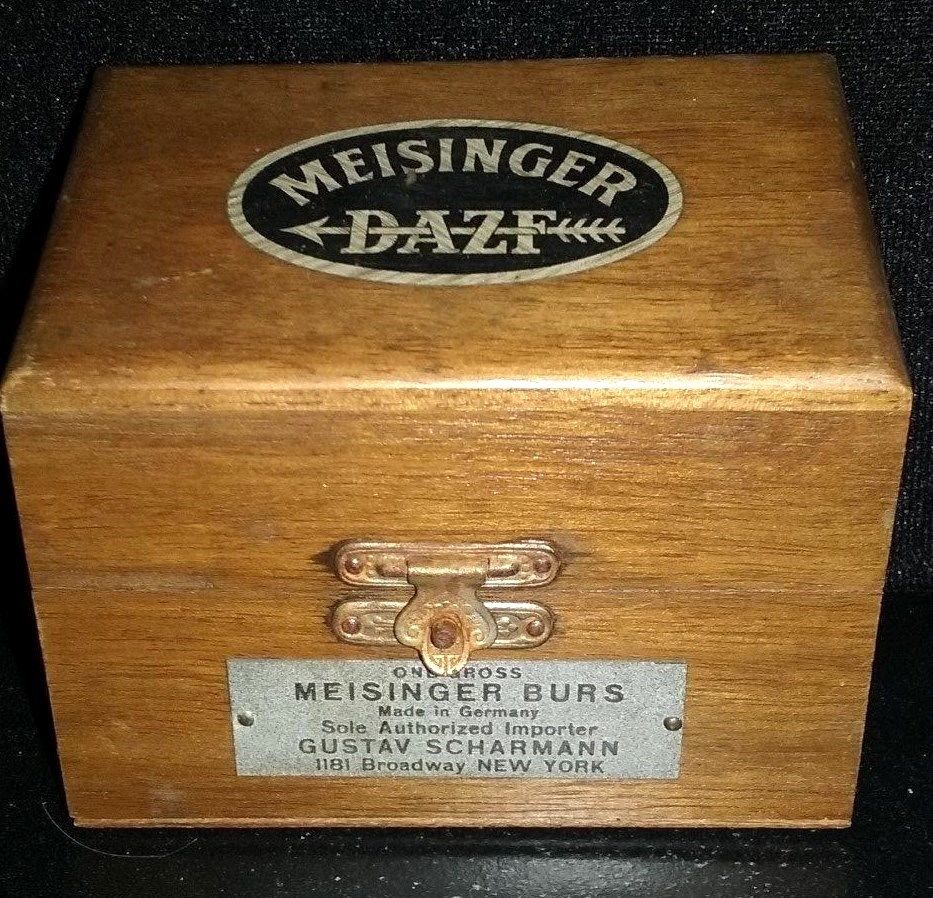 MEISINGER
DAZF
ONE GROSS
MEISINGER BURS
Made in Germany
Sole Authorized Importer
GUSTAV SCHARMANN
1181 Broadway NEW YORK